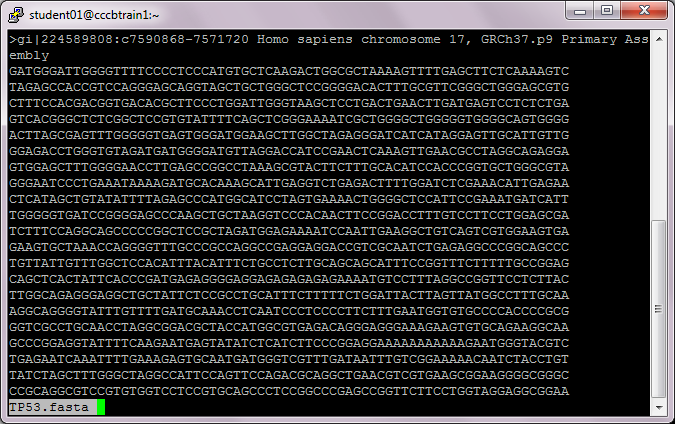 student01@cccbtrain1:~
>gi|224589808:c7590868-7571720 Homo sapiens chromosome 17, GRCh37.p9 Primary Ass
embly
GATGGGATTGGGGTTTTCCCCTCCCATGTGCTCAAGACTGGCGCTAAAAGTTTTGAGCTTCTCAAAAGTC
TAGAGCCACCGTCCAGGGAGCAGGTAGCTGCTGGGCTCCGGGGACACTTTGCGTTCGGGCTGGGAGCGTG
CTTTCCACGACGGTGACACGCTTCCCTGGATTGGGTAAGCTCCTGACTGAACTTGATGAGTCCTCTCTGA
GTCACGGGCTCTCGGCTCCGTGTATTTTCAGCTCGGGAAAATCGCTGGGGCTGGGGGTGGGGCAGTGGGG
ACTTAGCGAGTTTGGGGGTGAGTGGGATGGAAGCTTGGCTAGAGGGATCATCATAGGAGTTGCATTGTTG
GGAGACCTGGGTGTAGATGATGGGGATGTTAGGACCATCCGAACTCAAAGTTGAACGCCTAGGCAGAGGA
GTGGAGCTTTGGGGAACCTTGAGCCGGCCTAAAGCGTACTTCTTTGCACATCCACCCGGTGCTGGGCGTA
GGGAATCCCTGAAATAAAAGATGCACAAAGCATTGAGGTCTGAGACTTTTGGATCTCGAAACATTGAGAA
CTCATAGCTGTATATTTTAGAGCCCATGGCATCCTAGTGAAAACTGGGGCTCCATTCCGAAATGATCATT
TGGGGGTGATCCGGGGAGCCCAAGCTGCTAAGGTCCCACAACTTCCGGACCTTTGTCCTTCCTGGAGCGA
TCTTTCCAGGCAGCCCCCGGCTCCGCTAGATGGAGAAAATCCAATTGAAGGCTGTCAGTCGTGGAAGTGA
GAAGTGCTAAACCAGGGGTTTGCCCGCCAGGCCGAGGAGGACCGTCGCAATCTGAGAGGCCCGGCAGCCC
TGTTATTGTTTGGCTCCACATTTACATTTCTGCCTCTTGCAGCAGCATTTCCGGTTTCTTTTTGCCGGAG
CAGCTCACTATTCACCCGATGAGAGGGGAGGAGAGAGAGAGAAAATGTCCTTTAGGCCGGTTCCTCTTAC
TTGGCAGAGGGAGGCTGCTATTCTCCGCCTGCATTTCTTTTTCTGGATTACTTAGTTATGGCCTTTGCAA
AGGCAGGGGTATTTGTTTTGATGCAAACCTCAATCCCTCCCCTTCTTTGAATGGTGTGCCCCACCCCGCG
GGTCGCCTGCAACCTAGGCGGACGCTACCATGGCGTGAGACAGGGAGGGAAAGAAGTGTGCAGAAGGCAA
GCCCGGAGGTATTTTCAAGAATGAGTATATCTCATCTTCCCGGAGGAAAAAAAAAAAGAATGGGTACGTC
TGAGAATCAAATTTTGAAAGAGTGCAATGATGGGTCGTTTGATAATTTGTCGGAAAAACAATCTACCTGT
TATCTAGCTTTGGGCTAGGCCATTCCAGTTCCAGACGCAGGCTGAACGTCGTGAAGCGGAAGGGGCGGGC
CCGCAGGCGTCCGTGTGGTCCTCCGTGCAGCCCTCCGGCCCGAGCCGGTTCTTCCTGGTAGGAGGCGGAA
TP53.fasta